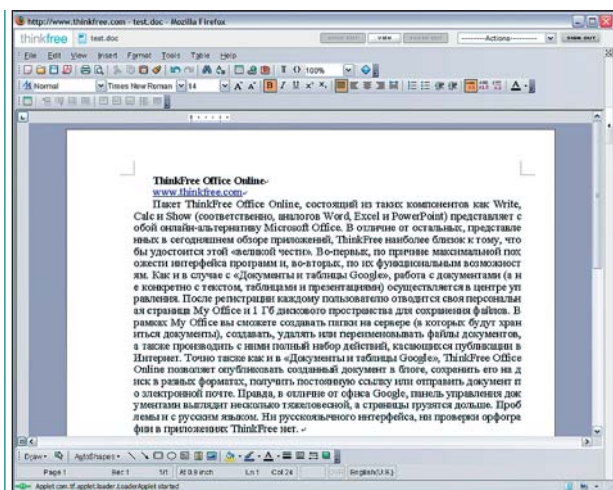 http://www.thinkfree.com - test.doc - Mozilla Firefox
thinkfree test.doc VIEW -------Actions------- SIGN OUT
File Edit View Insert Format Tools Table Help
100%
Normal Times New Roman 14
ThinkFree Office Online
www.thinkfree.com
Пакет ThinkFree Office Online, состоящий из таких компонентов как Write,
Calc и Show (соответственно, аналогов Word, Excel и PowerPoint) представляет с
обой онлайн-альтернативу Microsoft Office. В отличие от остальных, представле
нных в сегодняшнем обзоре приложений, ThinkFree наиболее близок к тому, что
бы удостоится этой «великой чести». Во-первых, по причине максимальной пох
ожести интерфейса программ и, во-вторых, по их функциональным возможност
ям. Как и в случае с «Документы и таблицы Google», работа с документами (а н
е конкретно с текстом, таблицами и презентациями) осуществляется в центре уп
равления. После регистрации каждому пользователю отводится своя персональн
ая страница My Office и 1 Гб дискового пространства для сохранения файлов. В
рамках My Office вы сможете создавать папки на сервере (в которых будут хран
иться документы), создавать, удалять или переименовывать файлы документов,
а также производить с ними полный набор действий, касающихся публикации в
Интернет. Точно также как и в «Документы и таблицы Google», ThinkFree Office
Online позволяет опубликовать созданный документ в блоге, сохранить его на д
иск в разных форматах, получить постоянную ссылку или отправить документ п
о электронной почте. Правда, в отличие от офиса Google, панель управления док
ументами выглядит несколько тяжеловесной, а страницы грузятся дольше. Проб
лемы и с русским языком. Ни русскоязычного интерфейса, ни проверки орфогра
фии в приложениях ThinkFree нет.
Draw AutoShapes
Page 1 Sec 1 1/1 At 0.9 inch Ln 1 Col 24 OVR English(U.K.)
Applet com.tf.applet.loader.LoaderApplet started